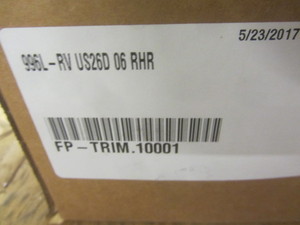 5/23/2017
996L-RV US26D 06 RHR
FP-TRIM.10001